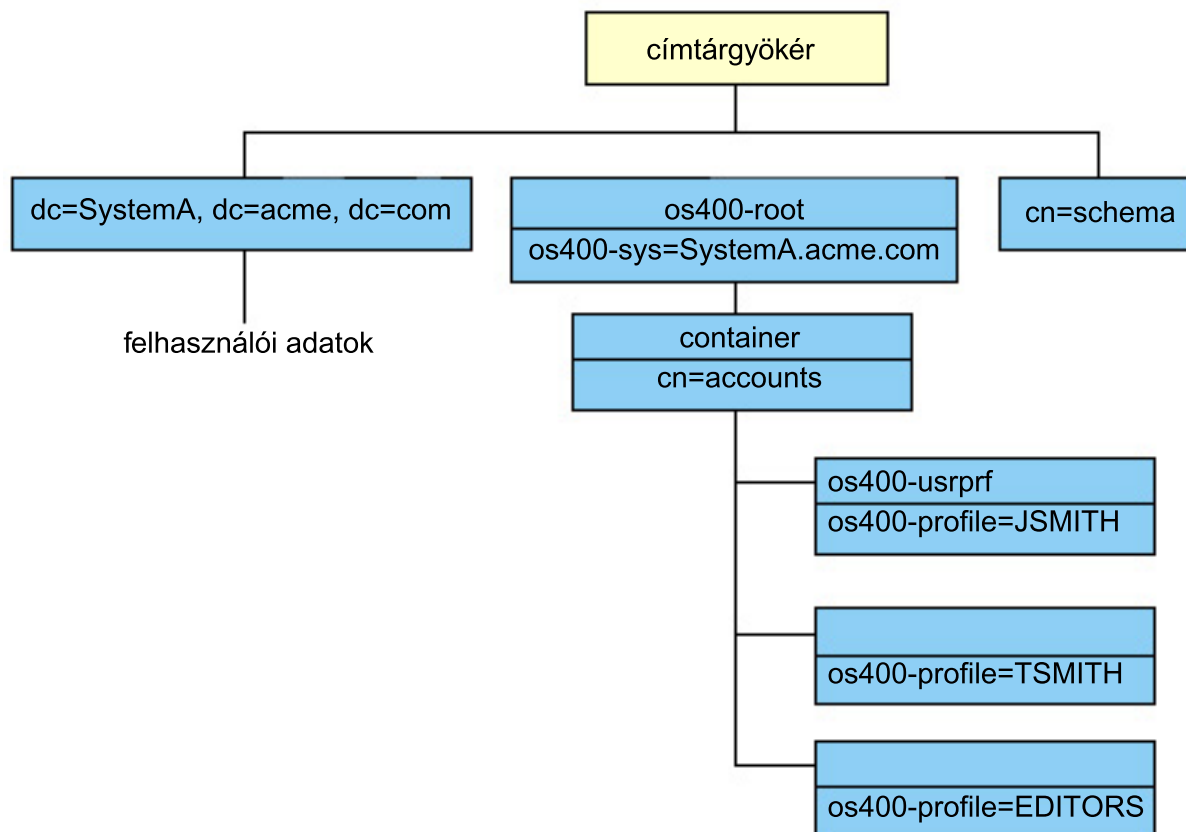 címtárgyökér
dc=SystemA, dc=acme, dc=com
os400-root
os400-sys=SystemA.acme.com
cn=schema
felhasználói adatok
container
cn=accounts
os400-usrprf
os400-profile=JSMITH
os400-profile=TSMITH
os400-profile=EDITORS